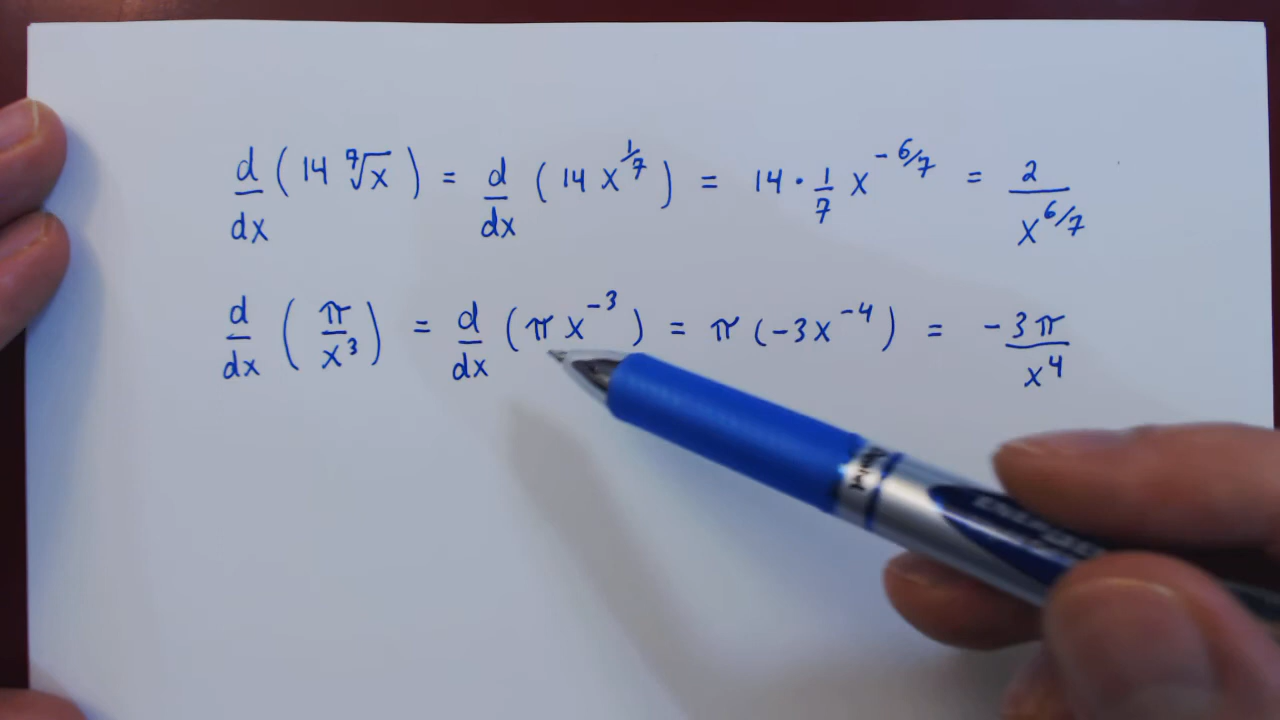 d/dx (14 ⁷√x) = d/dx (14 x^{1/7}) = 14 · 1/7 x^{-6/7} = 2/x^{6/7}
d/dx (π/x³) = d/dx (π x^{-3}) = π (-3x^{-4}) = -3π/x⁴